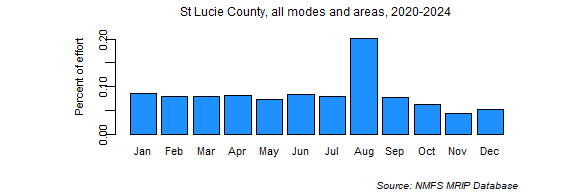 St Lucie County, all modes and areas, 2020-2024
Percent of effort
0.20
0.10
0.00
Jan Feb Mar Apr May Jun Jul Aug Sep Oct Nov Dec
Source: NMFS MRIP Database